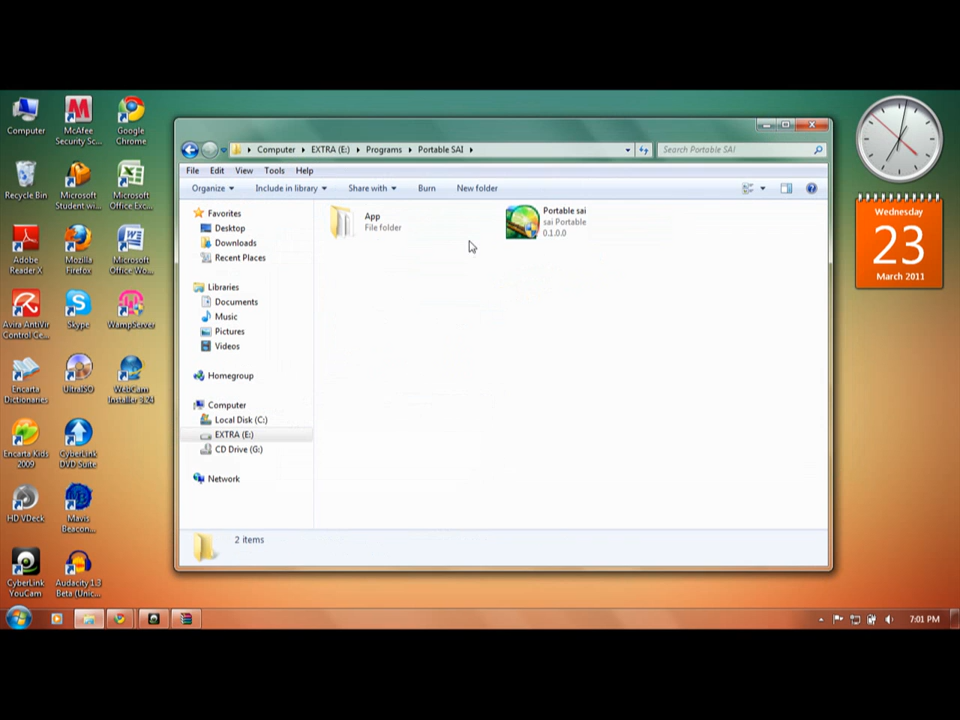 Computer
McAfee
Security Sc...
Google
Chrome
Recycle Bin
Microsoft
Student wi...
Microsoft
Office Exc...
Adobe
Reader X
Mozilla
Firefox
Microsoft
Office Wo...
Avira AntiVir
Control Ce...
Skype
WampServer
Encarta
Dictionaries
UltraISO
WebCam
Installer 3.24
Encarta Kids
2009
CyberLink
DVD Suite
HD VDeck
Mavis
Beacon...
CyberLink
YouCam
Audacity 1.3
Beta (Unic...
Computer EXTRA (E:) Programs Portable SAI
Search Portable SAI
File Edit View Tools Help
Organize Include in library Share with Burn New folder
Favorites
Desktop
Downloads
Recent Places
Libraries
Documents
Music
Pictures
Videos
Homegroup
Computer
Local Disk (C:)
EXTRA (E:)
CD Drive (G:)
Network
App
File folder
Portable sai
sai Portable
0.1.0.0
2 items
Wednesday
23
March 2011
7:01 PM